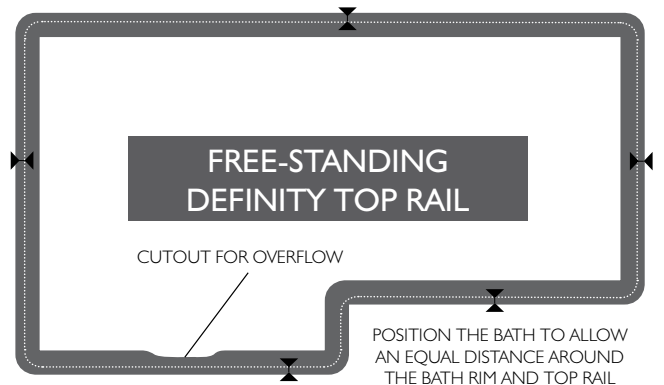 FREE-STANDING
DEFINITY TOP RAIL
CUTOUT FOR OVERFLOW
POSITION THE BATH TO ALLOW
AN EQUAL DISTANCE AROUND
THE BATH RIM AND TOP RAIL